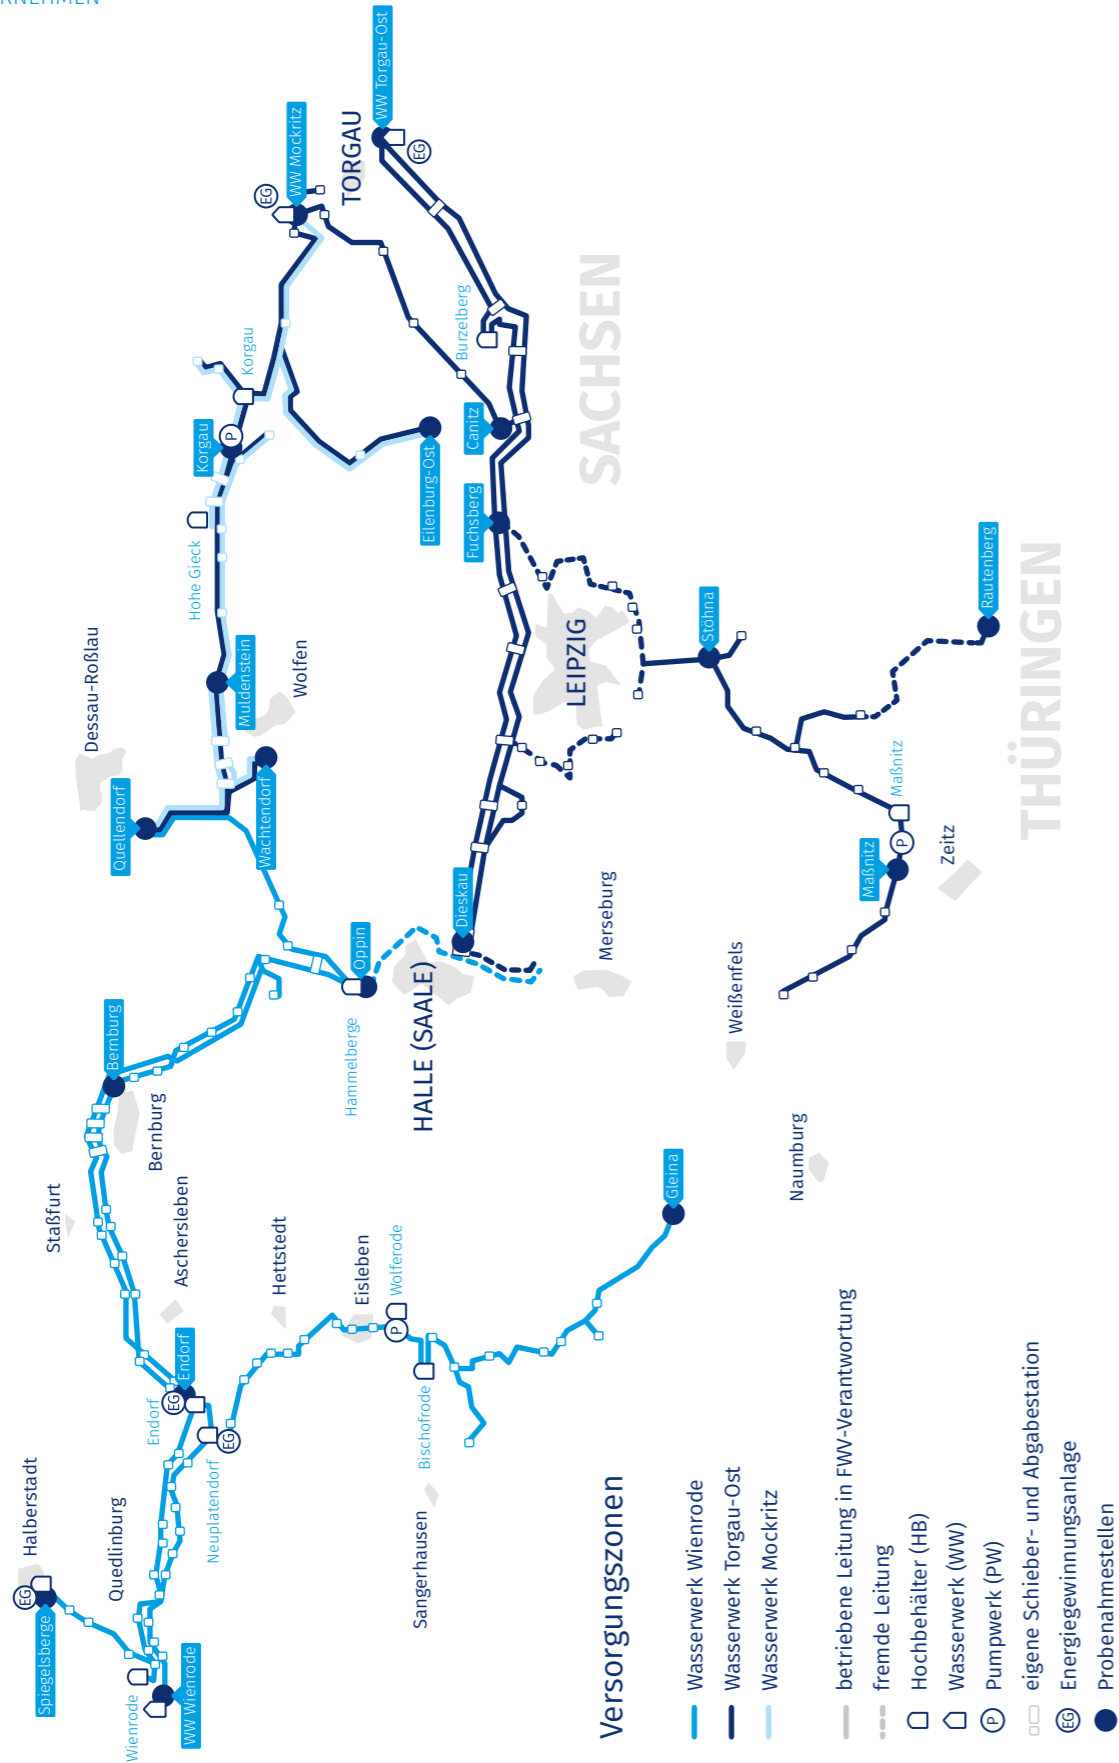 RNEHMEN
Halberstadt
Spiegelsberge
EG
Quedlinburg
Wienrode
WW Wienrode
Staßfurt
Aschersleben
Endorf
Endorf
EG
Neuplatendorf
EG
Bernburg
Bernburg
Hettstedt
Eisleben
Wolferode
P
Bischofrode
Sangerhausen
Gleina
Naumburg
Weißenfels
Hammelberge
Oppin
HALLE (SAALE)
Dieskau
Merseburg
Dessau-Roßlau
Quellendorf
Wachtendorf
Wolfen
Muldenstein
Hohe Gieck
Korgau
P
Korgau
Eilenburg-Ost
EG
WW Mockritz
TORGAU
WW Torgau-Ost
EG
Burzelberg
Canitz
Fuchsberg
LEIPZIG
SACHSEN
Stöhna
Rautenberg
Maßnitz
P
Maßnitz
Zeitz
THÜRINGEN
Versorgungszonen
Wasserwerk Wienrode
Wasserwerk Torgau-Ost
Wasserwerk Mockritz
betriebene Leitung in FWV-Verantwortung
fremde Leitung
Hochbehälter (HB)
Wasserwerk (WW)
P Pumpwerk (PW)
eigene Schieber- und Abgabestation
EG Energiegewinnungsanlage
Probenahmestellen